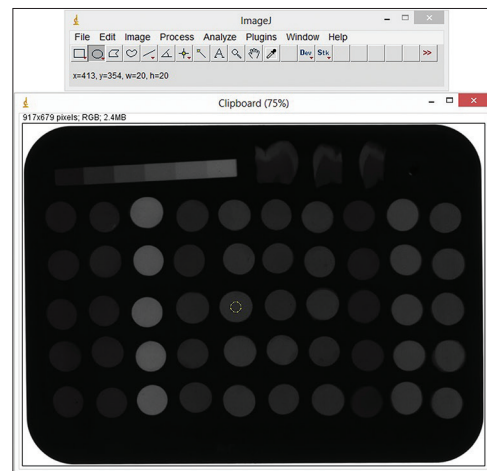 ImageJ
File Edit Image Process Analyze Plugins Window Help
A Dev Stk >>
x=413, y=354, w=20, h=20
Clipboard (75%)
917x679 pixels; RGB; 2.4MB